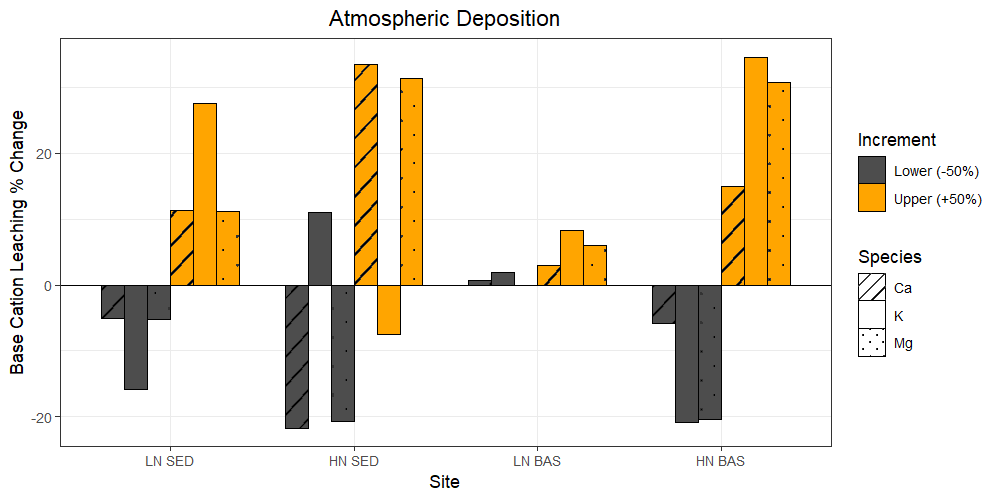 Atmospheric Deposition
Base Cation Leaching % Change
20
0
-20
LN SED
HN SED
LN BAS
HN BAS
Site
Increment
Lower (-50%)
Upper (+50%)
Species
Ca
K
Mg